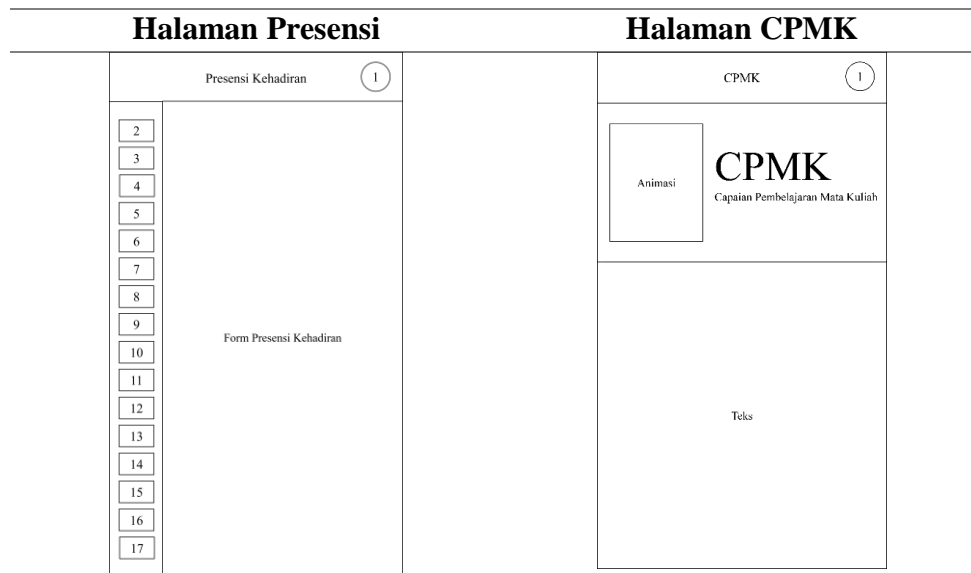 Halaman Presensi
Halaman CPMK
Presensi Kehadiran
1
2
3
4
5
6
7
8
9
10
11
12
13
14
15
16
17
Form Presensi Kehadiran
CPMK
1
Animasi
CPMK
Capaian Pembelajaran Mata Kuliah
Teks